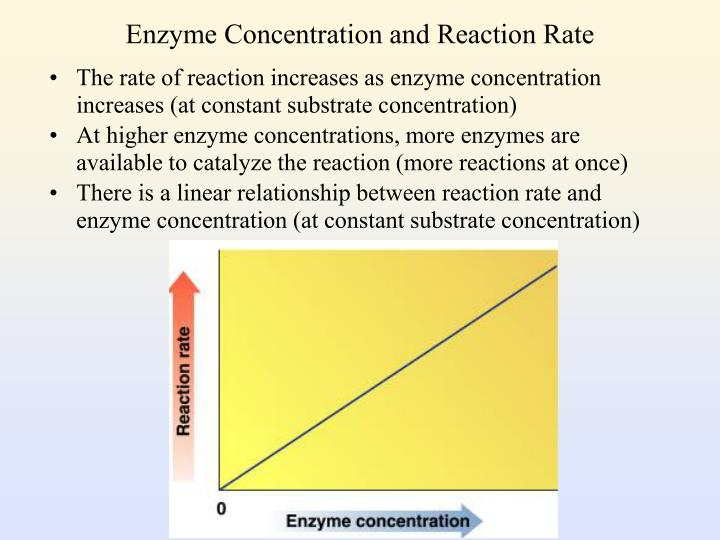 Enzyme Concentration and Reaction Rate
• The rate of reaction increases as enzyme concentration
increases (at constant substrate concentration)
• At higher enzyme concentrations, more enzymes are
available to catalyze the reaction (more reactions at once)
• There is a linear relationship between reaction rate and
enzyme concentration (at constant substrate concentration)
Reaction rate
0
Enzyme concentration